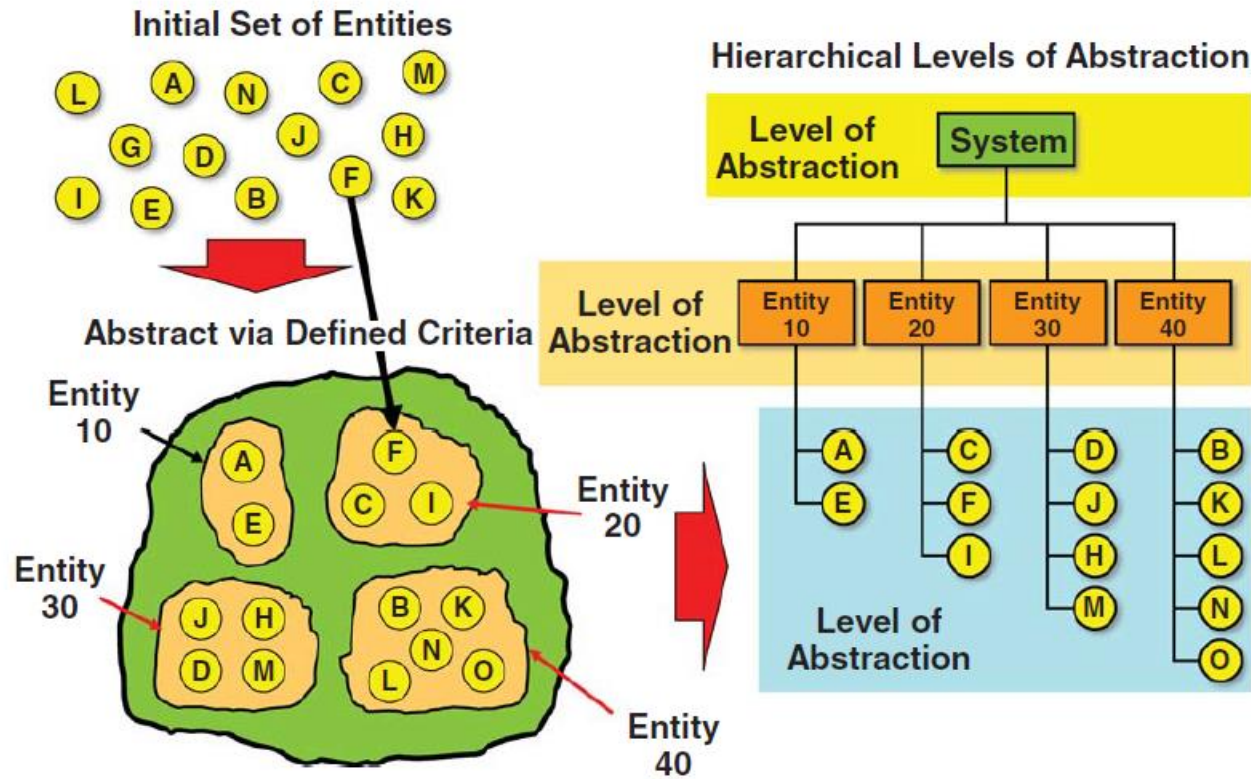 Initial Set of Entities
L A N C M
G D J H
I E B F K
Abstract via Defined Criteria
Entity
10
A
E
F
C I
Entity
20
Entity
30
J H
D M
B K
N
L O
Entity
40
Hierarchical Levels of Abstraction
Level of
Abstraction
System
Level of
Abstraction
Entity
10
Entity
20
Entity
30
Entity
40
A C D B
E F J K
I H L
M N
O
Level of
Abstraction